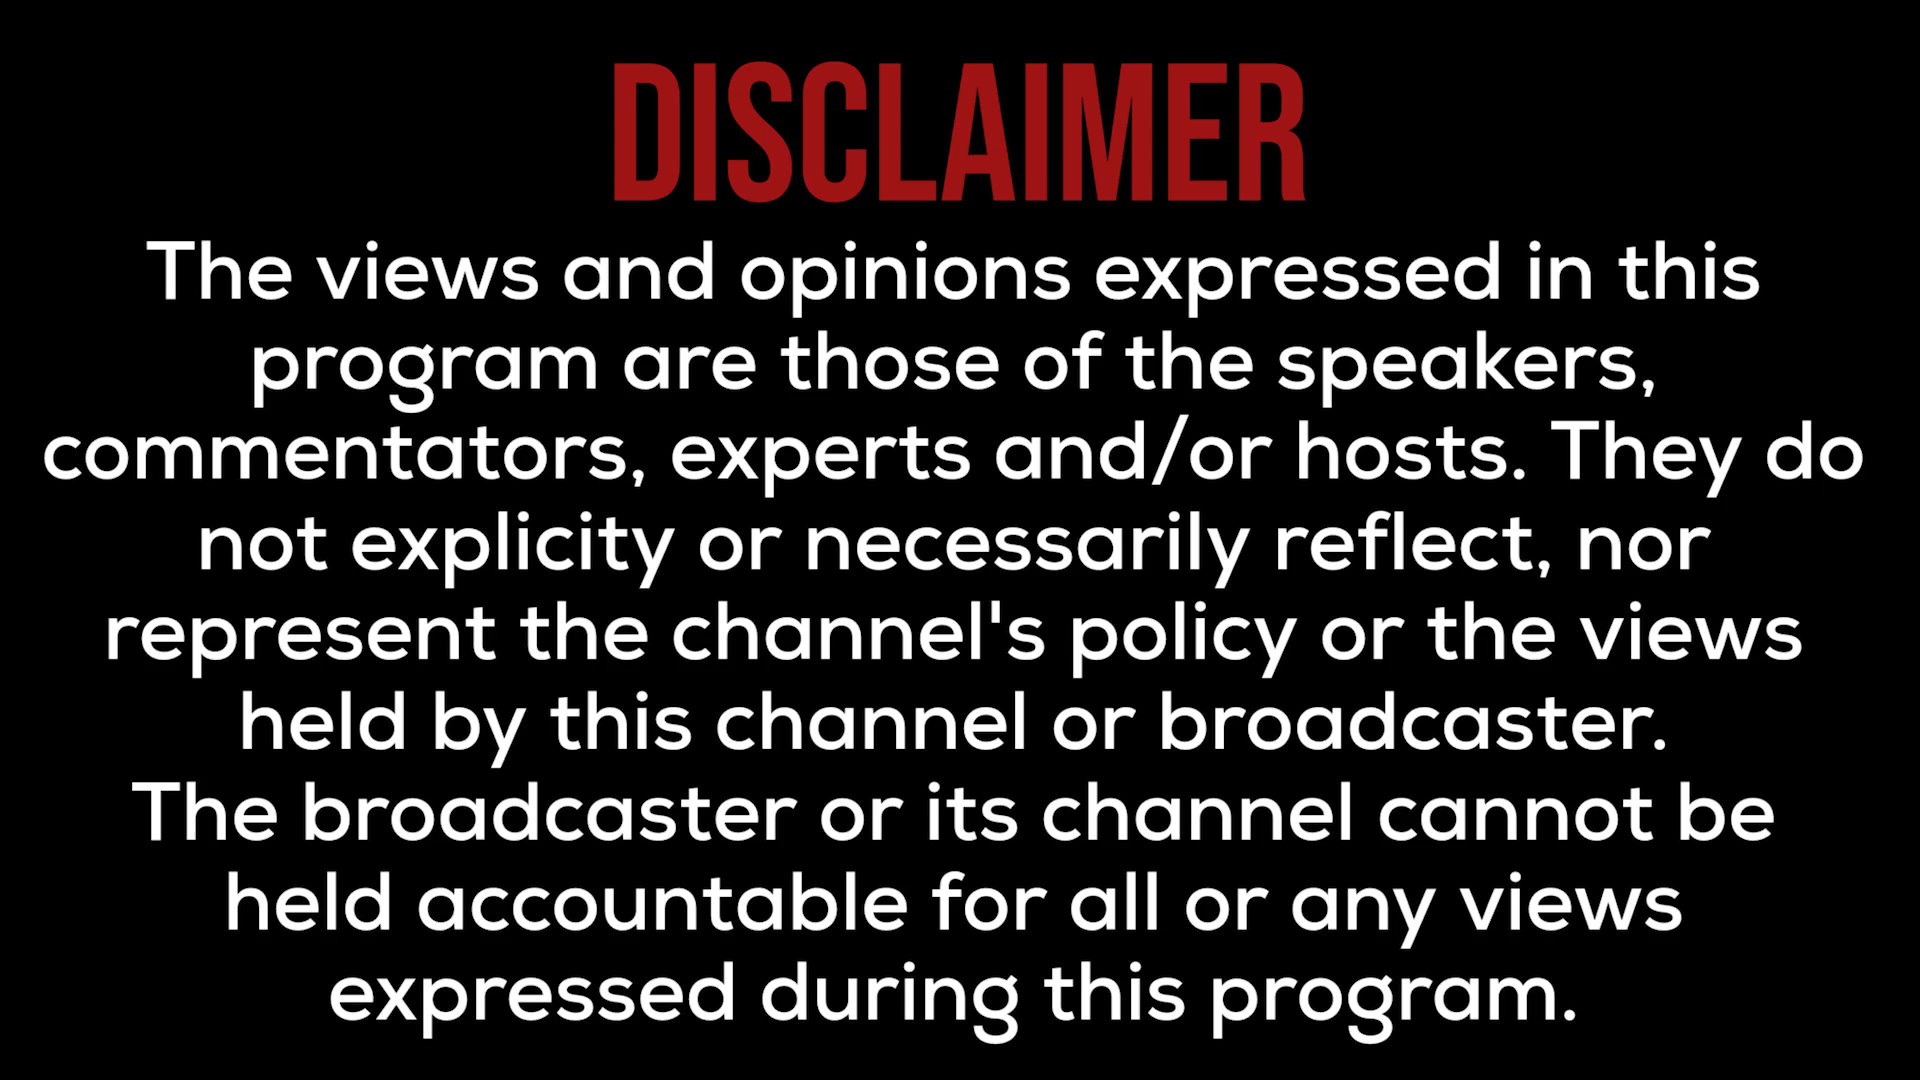 DISCLAIMER
The views and opinions expressed in this
program are those of the speakers,
commentators, experts and/or hosts. They do
not explicity or necessarily reflect, nor
represent the channel's policy or the views
held by this channel or broadcaster.
The broadcaster or its channel cannot be
held accountable for all or any views
expressed during this program.